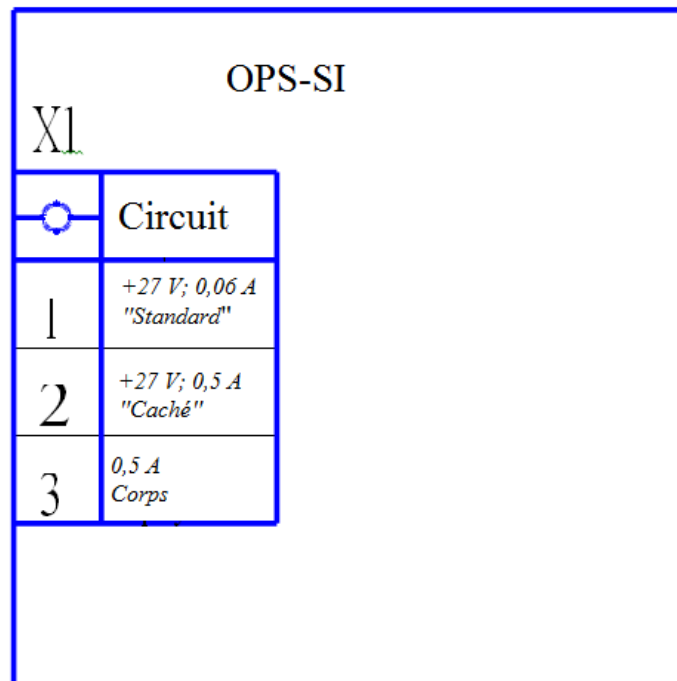 OPS-SI
X1
Circuit
1
+27 V; 0,06 A
"Standard"
2
+27 V; 0,5 A
"Caché"
3
0,5 A
Corps